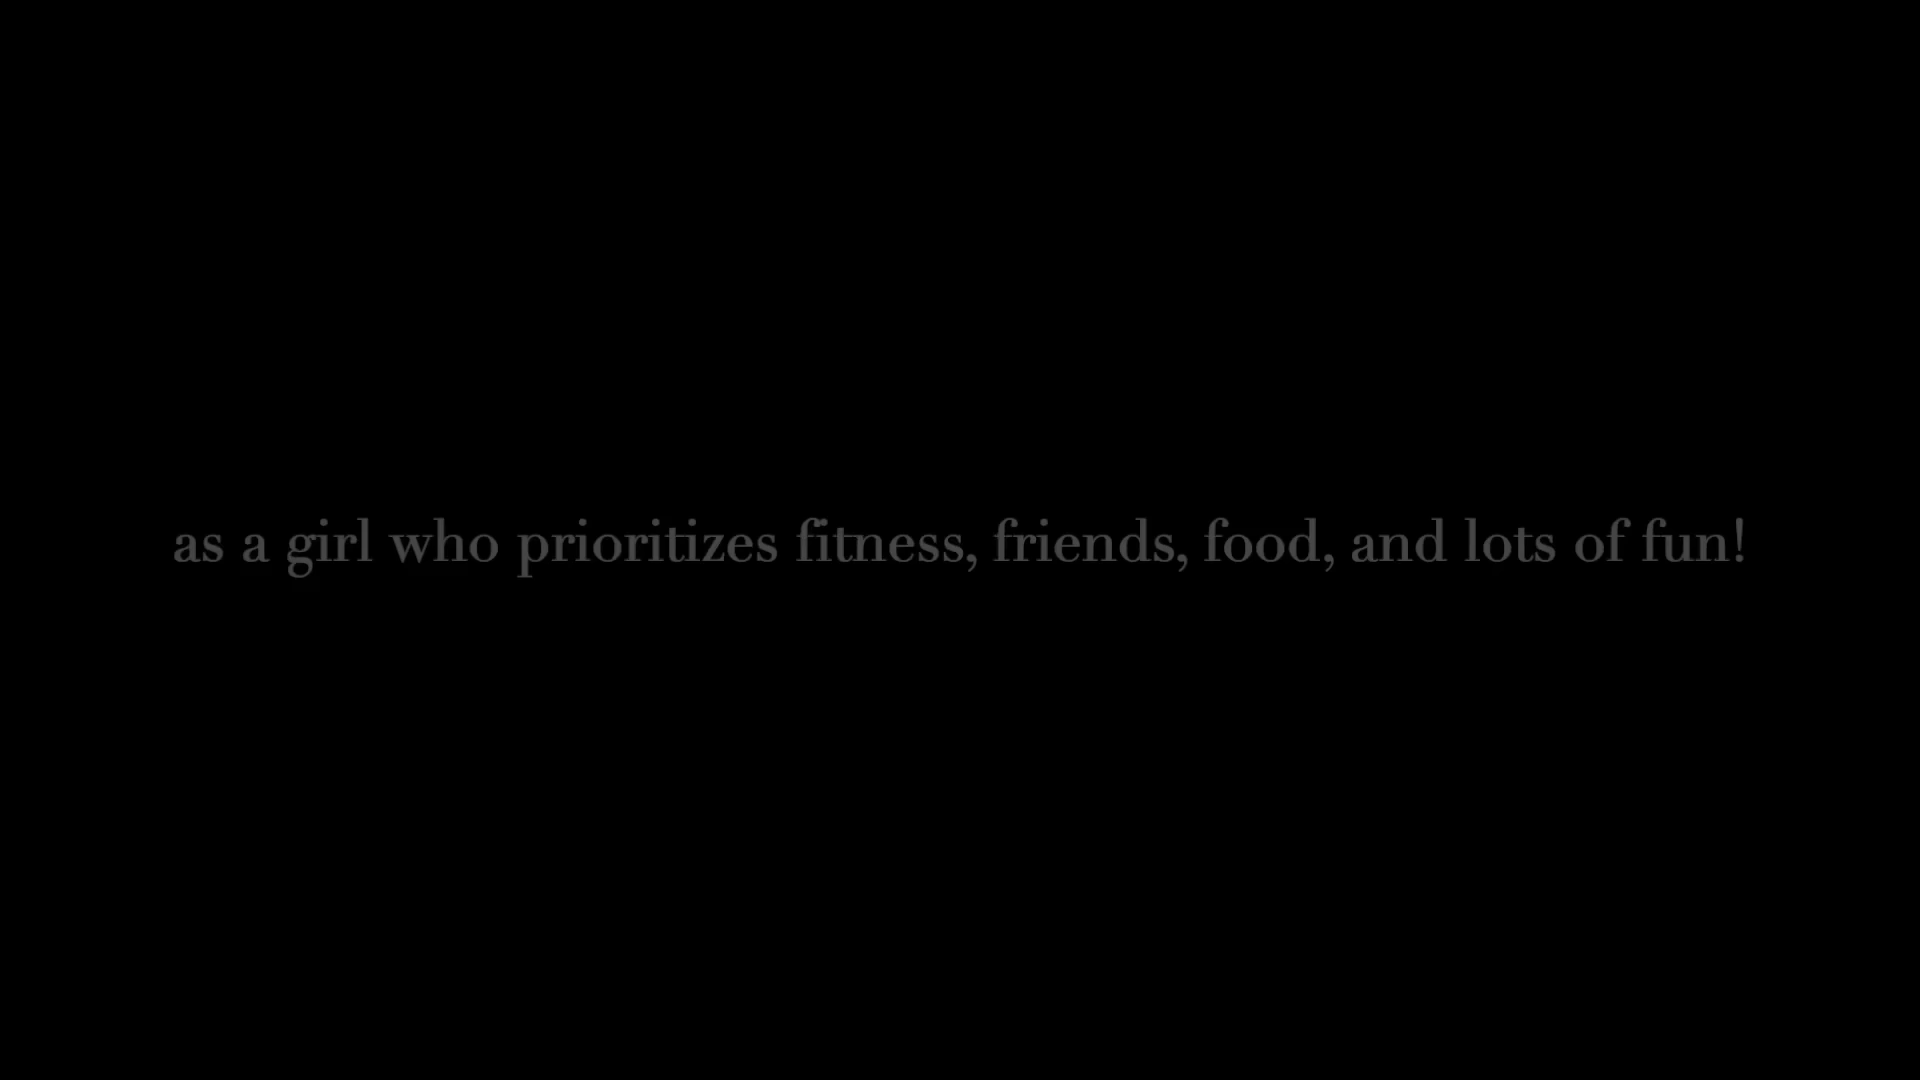 as a girl who prioritizes fitness, friends, food, and lots of fun!